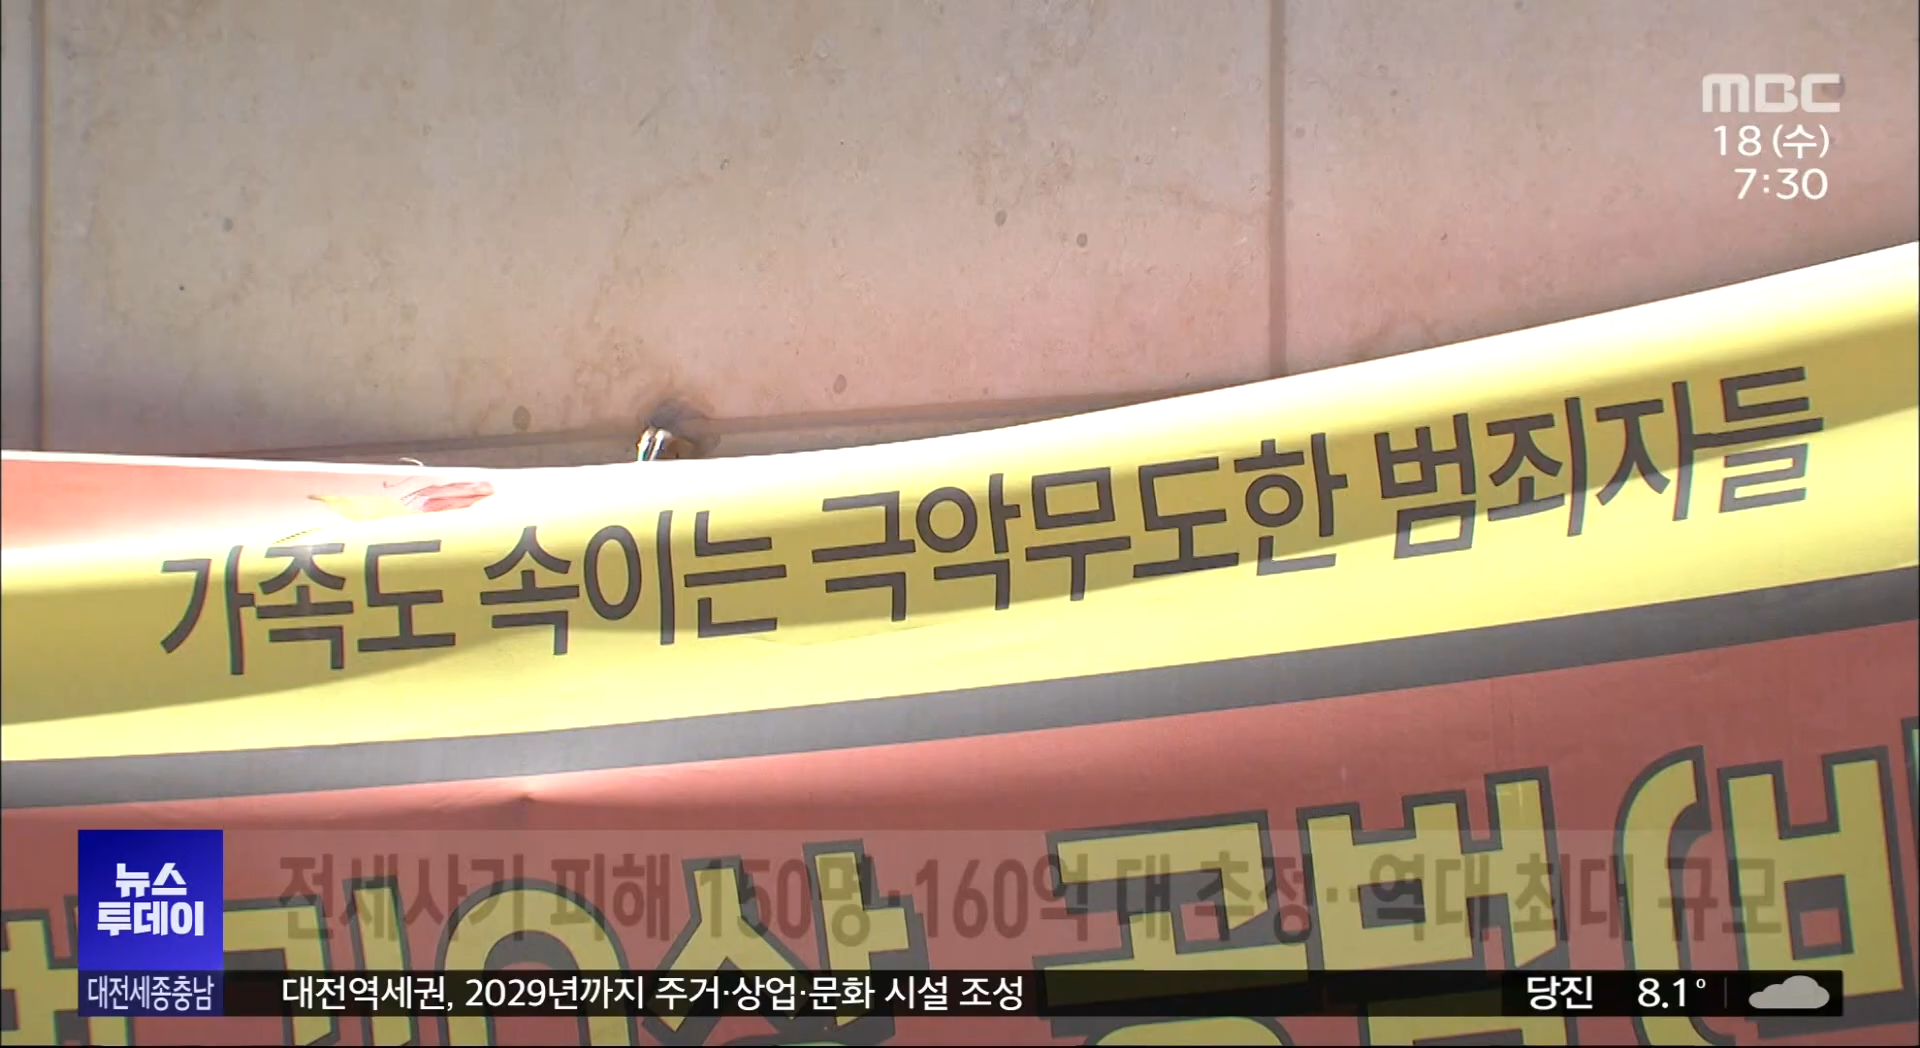 MBC
18 (수)
7:30
가족도 속이는 극악무도한 범죄자들
공범(
전세사기 피해 150명·160억 대 추정‥역대 최대 규모
뉴스
투데이
대전세종충남
대전역세권, 2029년까지 주거·상업·문화 시설 조성
당진 8.1°